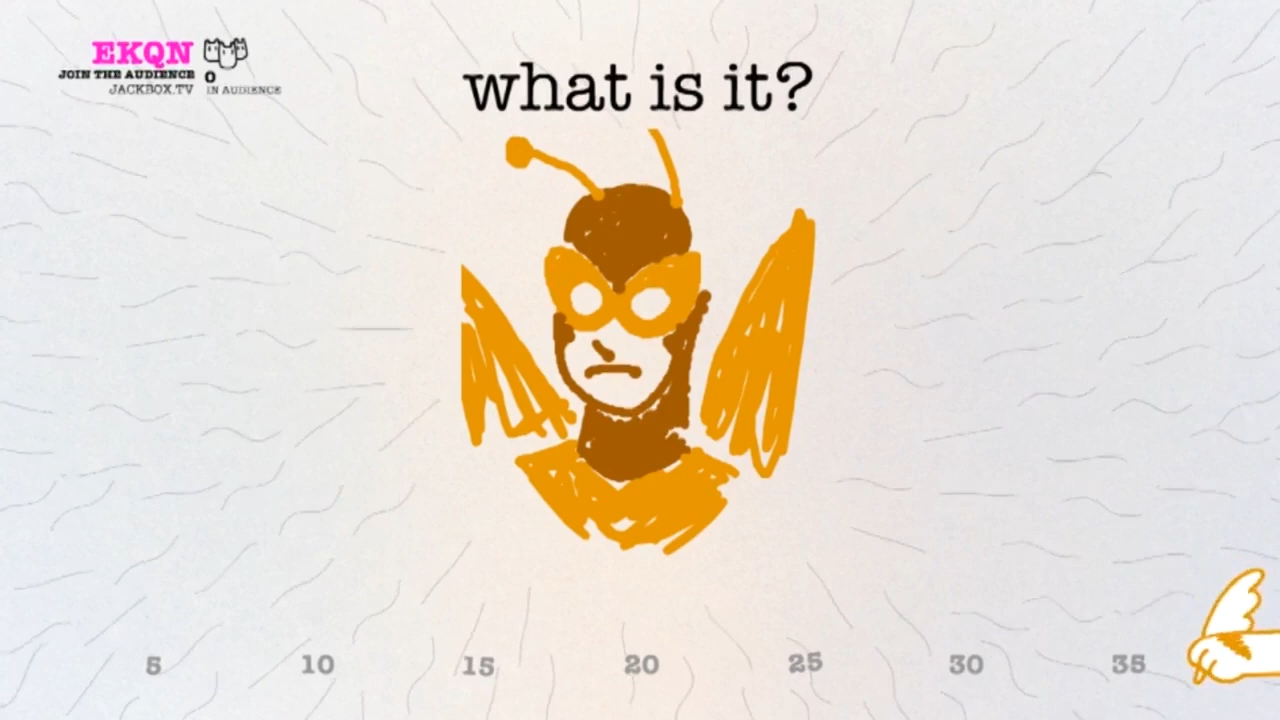 EKQN
JOIN THE AUDIENCE
JACKBOX.TV
0
IN AUDIENCE
what is it?
5 10 15 20 25 30 35